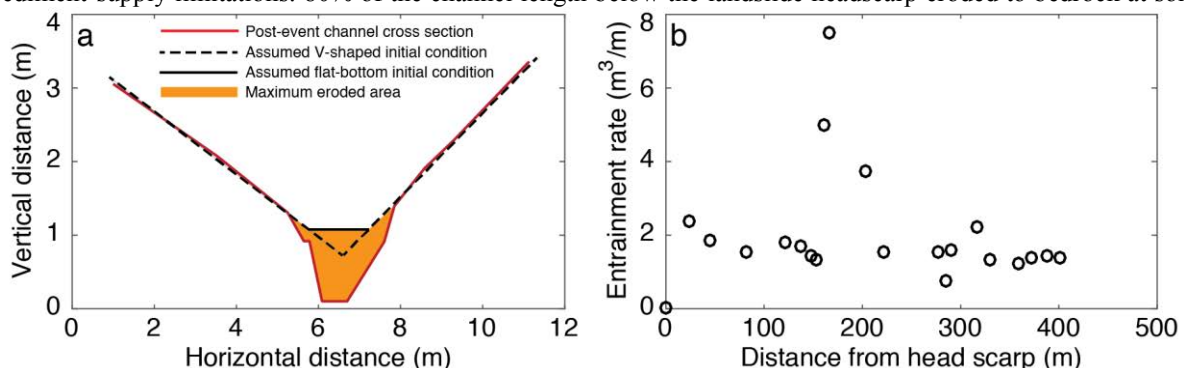 ediment supply limitations. 80% of the channel length below the landslide headscarp eroded to bedrock at
a
Post-event channel cross section
Assumed V-shaped initial condition
Assumed flat-bottom initial condition
Maximum eroded area
Vertical distance (m)
4
3
2
1
0
0 2 4 6 8 10 12
Horizontal distance (m)
b
Entrainment rate (m³/m)
8
6
4
2
0
0 100 200 300 400 500
Distance from head scarp (m)